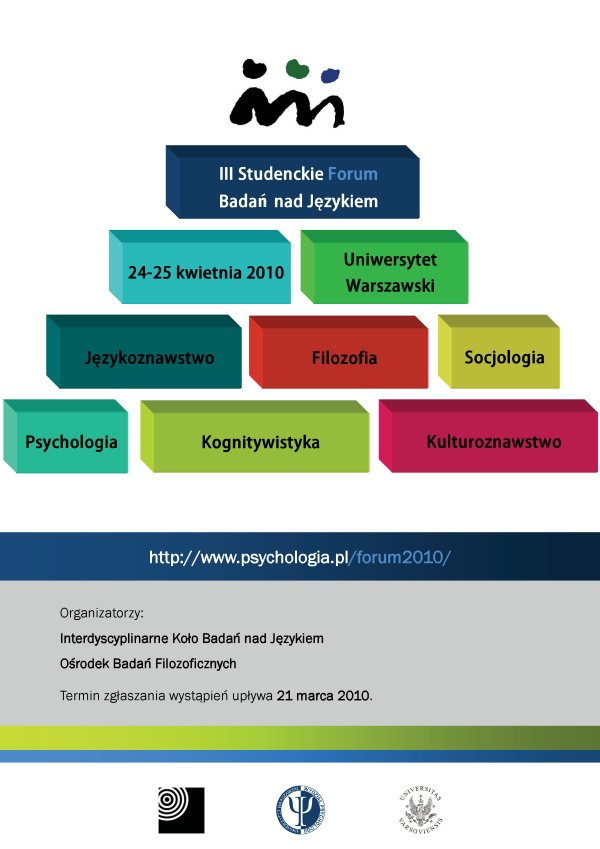 III Studenckie Forum
Badań nad Językiem
24-25 kwietnia 2010
Uniwersytet
Warszawski
Językoznawstwo
Filozofia
Socjologia
Psychologia
Kognitywistyka
Kulturoznawstwo
http://www.psychologia.pl/forum2010/
Organizatorzy:
Interdyscyplinarne Koło Badań nad Językiem
Ośrodek Badań Filozoficznych
Termin zgłaszania wystąpień upływa 21 marca 2010.
UNIVERSITAS
VARSOVIENSIS